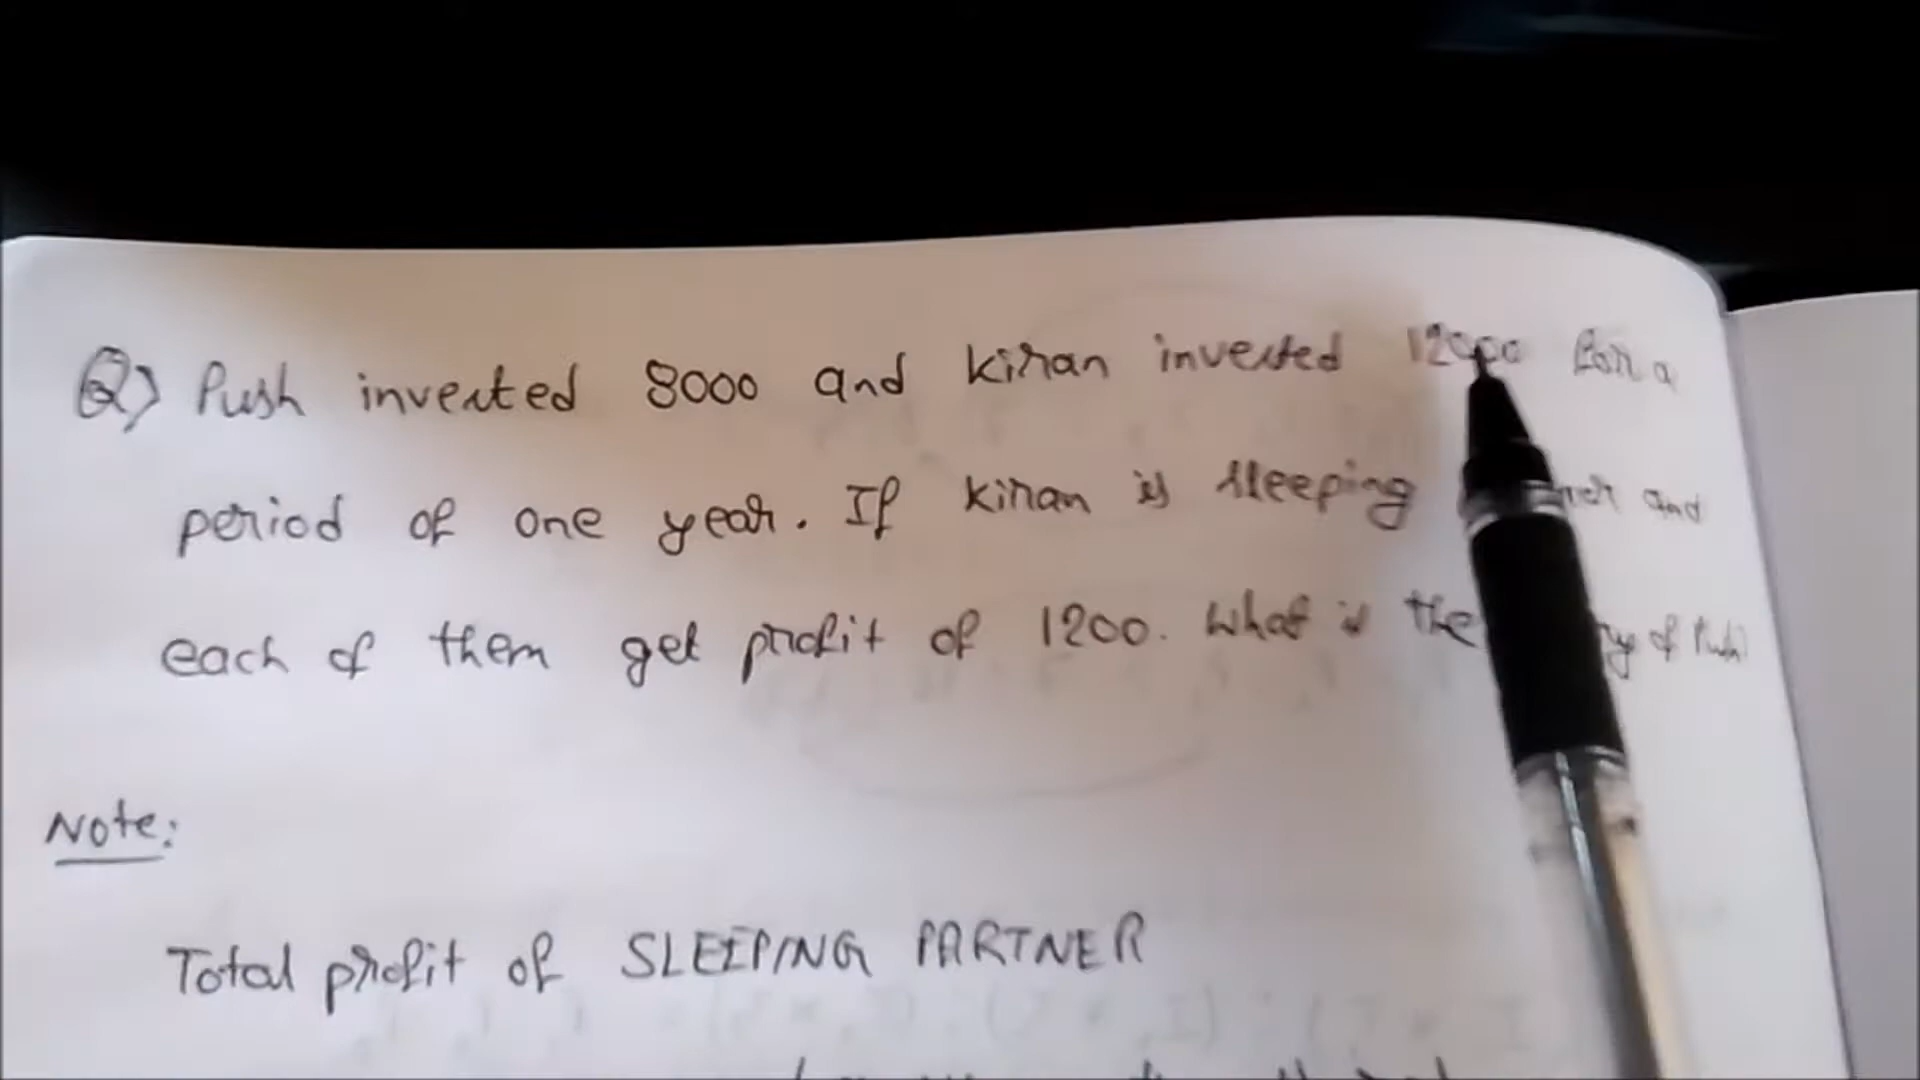 Q) Push invested 8000 and kiran invested 12000 for a
period of one year. If kiran is sleeping and
each of them get profit of 1200. What is the of Push
Note:
Total profit of SLEEPING PARTNER